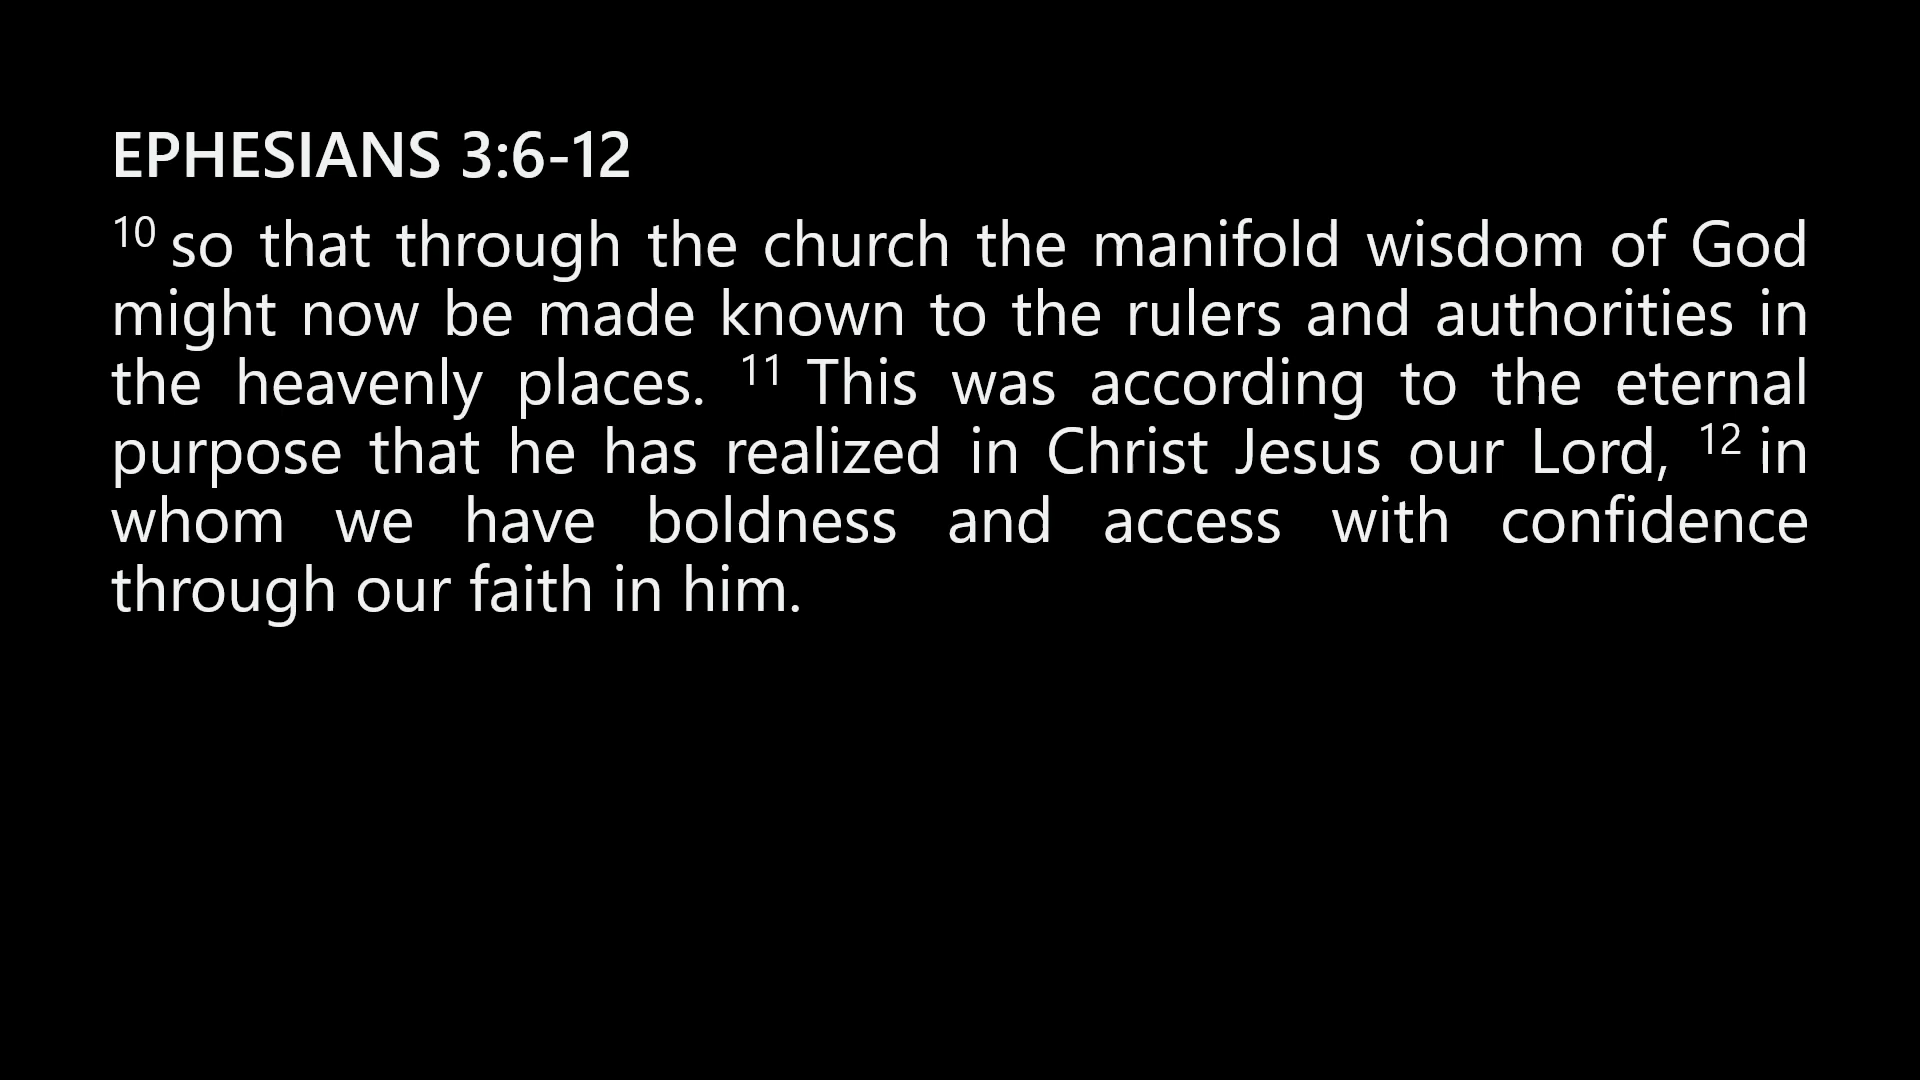 EPHESIANS 3:6-12
10 so that through the church the manifold wisdom of God
might now be made known to the rulers and authorities in
the heavenly places. 11 This was according to the eternal
purpose that he has realized in Christ Jesus our Lord, 12 in
whom we have boldness and access with confidence
through our faith in him.